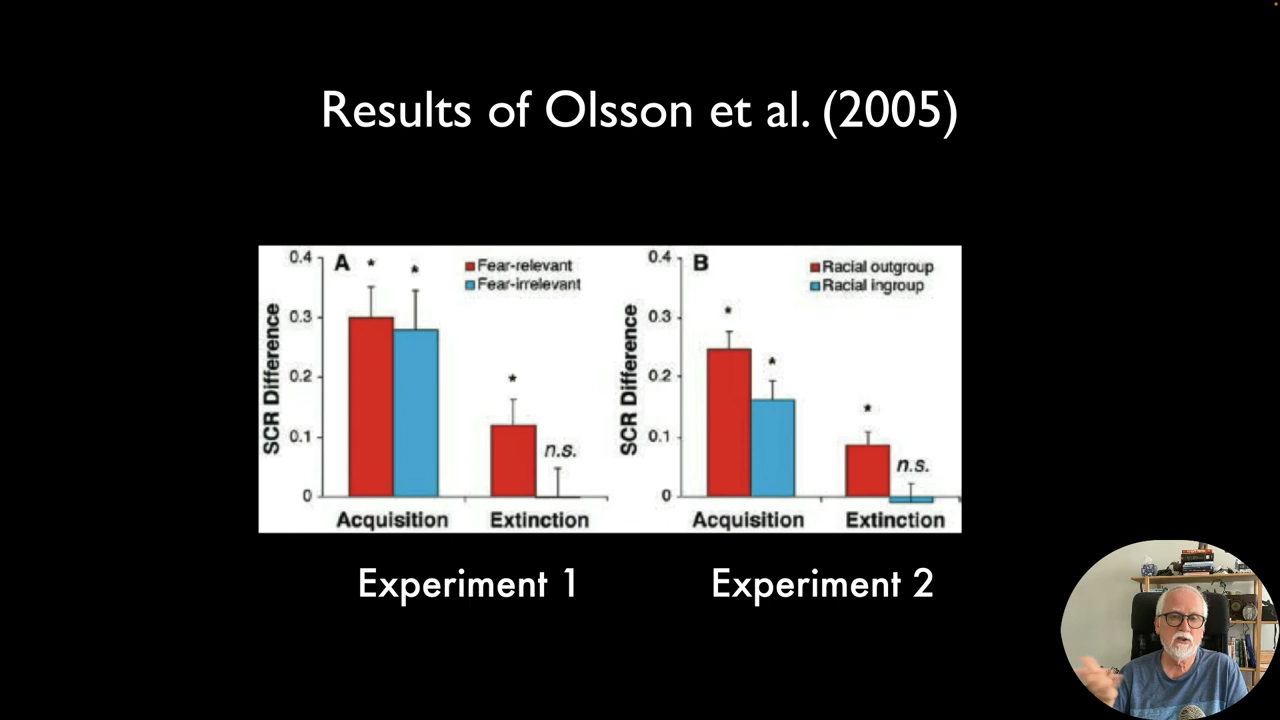 Results of Olsson et al. (2005)
0.4
0.3
0.2
0.1
0
SCR Difference
A
* *
Fear-relevant
Fear-irrelevant
*
n.s.
Acquisition Extinction
0.4
0.3
0.2
0.1
0
SCR Difference
B
Racial outgroup
Racial ingroup
*
*
*
n.s.
Acquisition Extinction
Experiment 1 Experiment 2